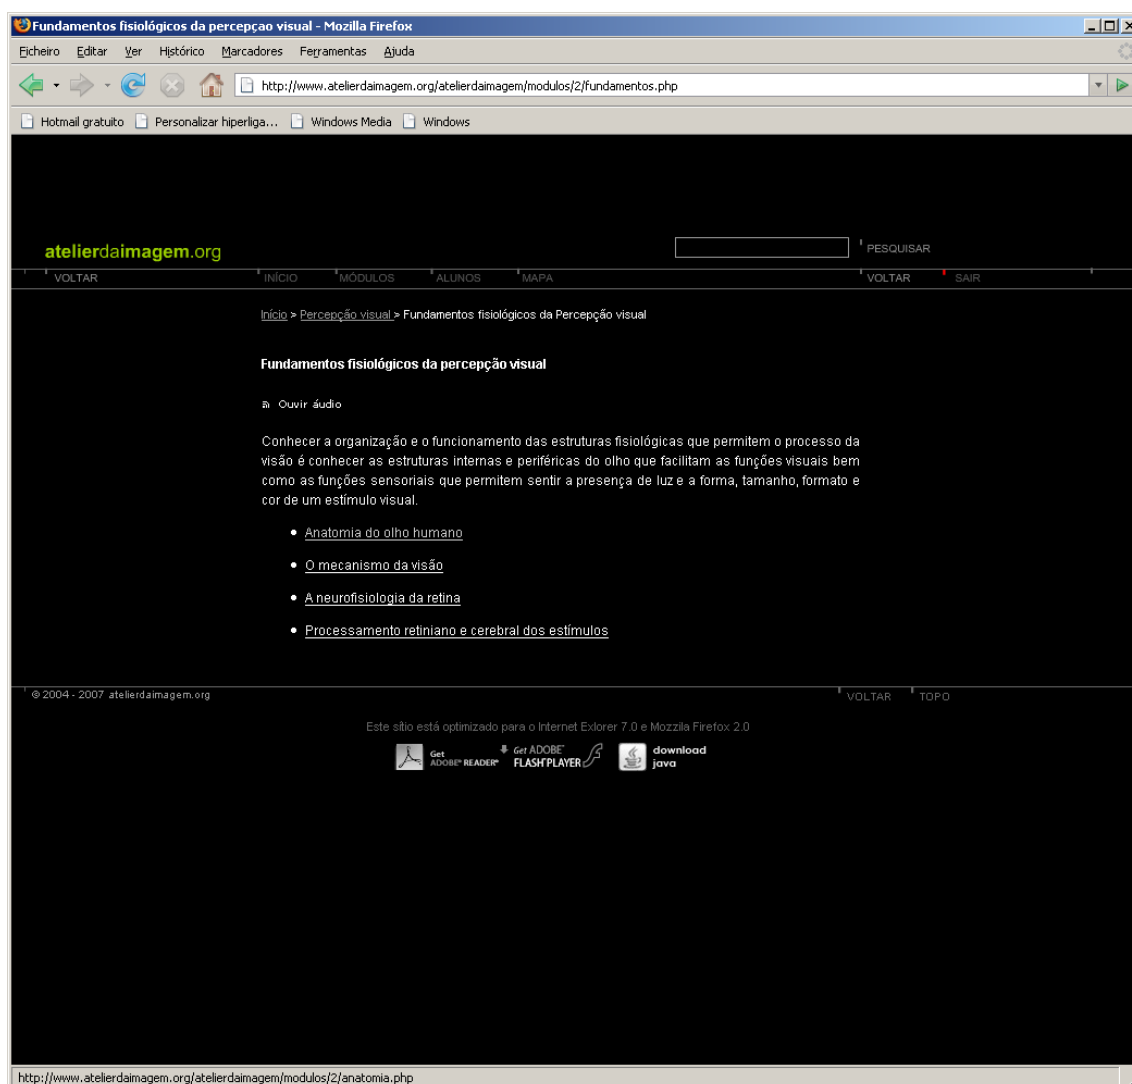 Fundamentos fisiológicos da percepçao visual - Mozilla Firefox
Ficheiro Editar Ver Histórico Marcadores Ferramentas Ajuda
http://www.atelierdaimagem.org/atelierdaimagem/modulos/2/fundamentos.php
Hotmail gratuito Personalizar hiperliga... Windows Media Windows
atelierdaimagem.org PESQUISAR
VOLTAR INÍCIO MÓDULOS ALUNOS MAPA VOLTAR SAIR
Início > Percepção visual > Fundamentos fisiológicos da Percepção visual
Fundamentos fisiológicos da percepção visual
Ouvir áudio
Conhecer a organização e o funcionamento das estruturas fisiológicas que permitem o processo da
visão é conhecer as estruturas internas e periféricas do olho que facilitam as funções visuais bem
como as funções sensoriais que permitem sentir a presença de luz e a forma, tamanho, formato e
cor de um estímulo visual.
• Anatomia do olho humano
• O mecanismo da visão
• A neurofisiologia da retina
• Processamento retiniano e cerebral dos estímulos
© 2004 - 2007 atelierdaimagem.org VOLTAR TOPO
Este sítio está optimizado para o Internet Exlorer 7.0 e Mozzila Firefox 2.0
Get ADOBE® READER® Get ADOBE® FLASH® PLAYER download java
http://www.atelierdaimagem.org/atelierdaimagem/modulos/2/anatomia.php